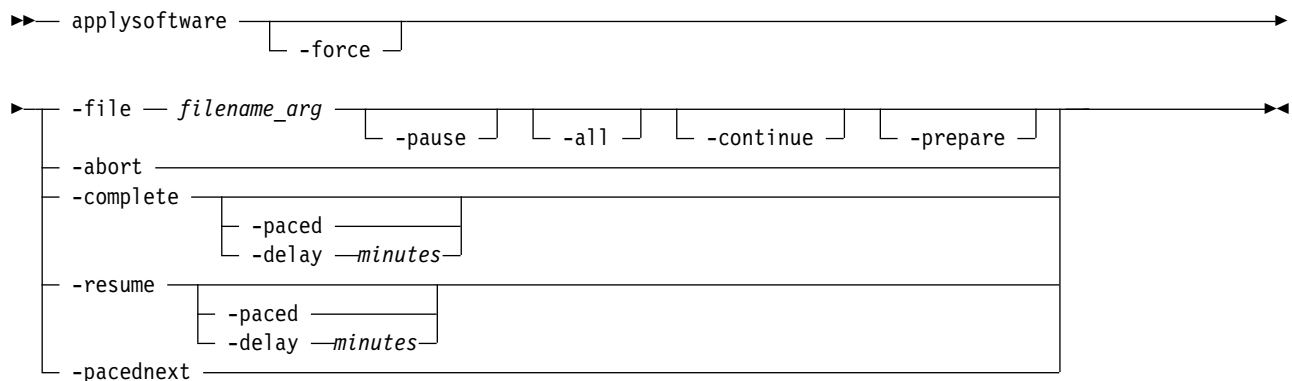 applysoftware
-force
-file filename_arg
-pause -all -continue -prepare
-abort
-complete
-paced
-delay minutes
-resume
-paced
-delay minutes
-pacednext